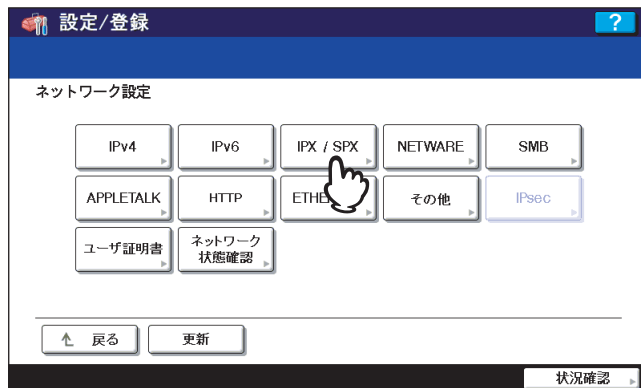 設定/登録
?
ネットワーク設定
IPv4
IPv6
IPX / SPX
NETWARE
SMB
APPLETALK
HTTP
その他
IPsec
ユーザ証明書
ネットワーク
状態確認
戻る
更新
状況確認